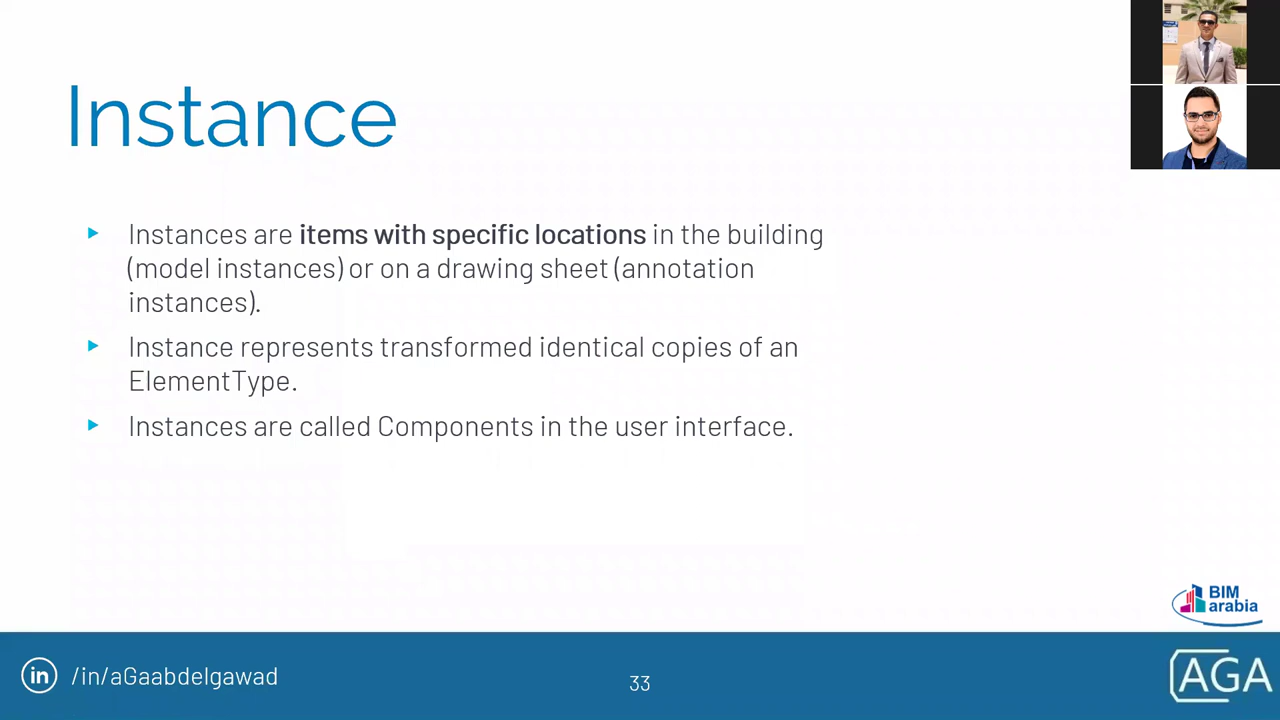 Instance
Instances are items with specific locations in the building
(model instances) or on a drawing sheet (annotation
instances).
Instance represents transformed identical copies of an
ElementType.
Instances are called Components in the user interface.
BIM
arabia
in /in/aGaabdelgawad
33
AGA